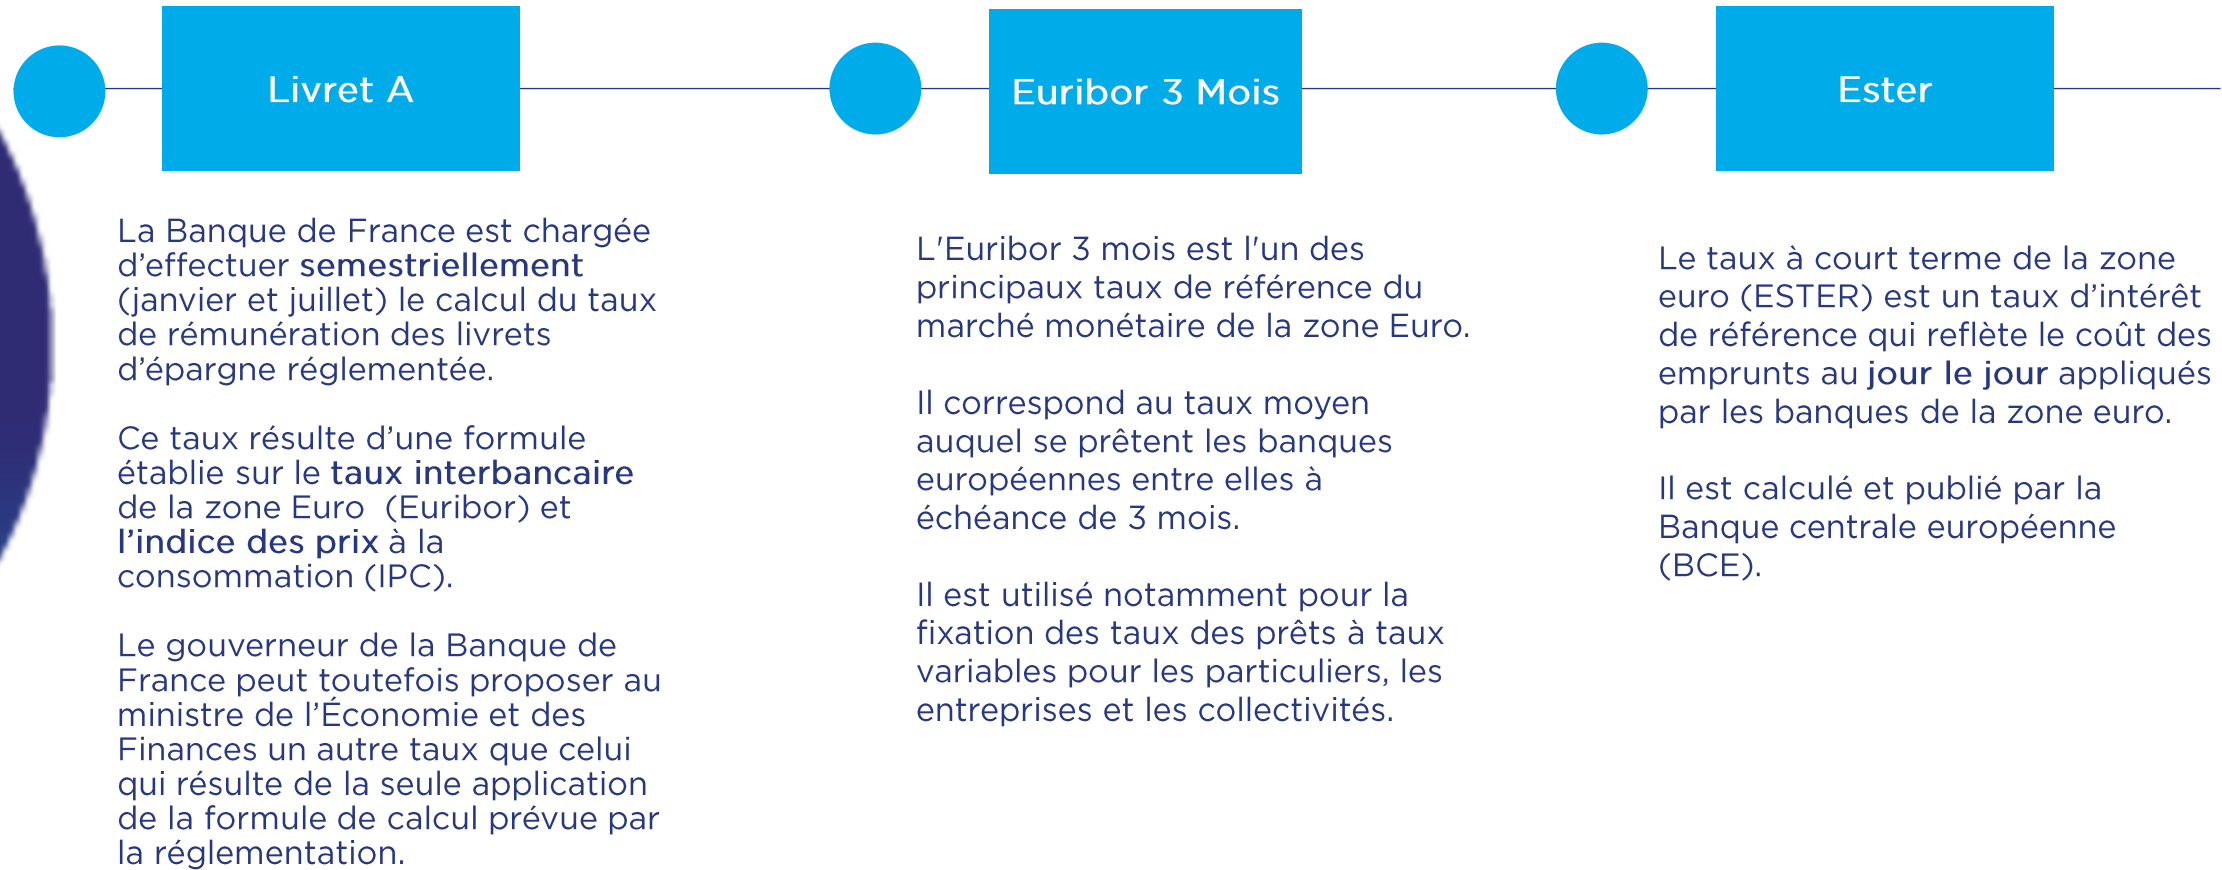 Livret A
La Banque de France est chargée
d’effectuer semestriellement
(janvier et juillet) le calcul du taux
de rémunération des livrets
d’épargne réglementée.
Ce taux résulte d’une formule
établie sur le taux interbancaire
de la zone Euro  (Euribor) et
l’indice des prix à la
consommation (IPC).
Le gouverneur de la Banque de
France peut toutefois proposer au
ministre de l’Économie et des
Finances un autre taux que celui
qui résulte de la seule application
de la formule de calcul prévue par
la réglementation.
Euribor 3 Mois
L'Euribor 3 mois est l'un des
principaux taux de référence du
marché monétaire de la zone Euro.
Il correspond au taux moyen
auquel se prêtent les banques
européennes entre elles à
échéance de 3 mois.
Il est utilisé notamment pour la
fixation des taux des prêts à taux
variables pour les particuliers, les
entreprises et les collectivités.
Ester
Le taux à court terme de la zone
euro (ESTER) est un taux d’intérêt
de référence qui reflète le coût des
emprunts au jour le jour appliqués
par les banques de la zone euro.
Il est calculé et publié par la
Banque centrale européenne
(BCE).